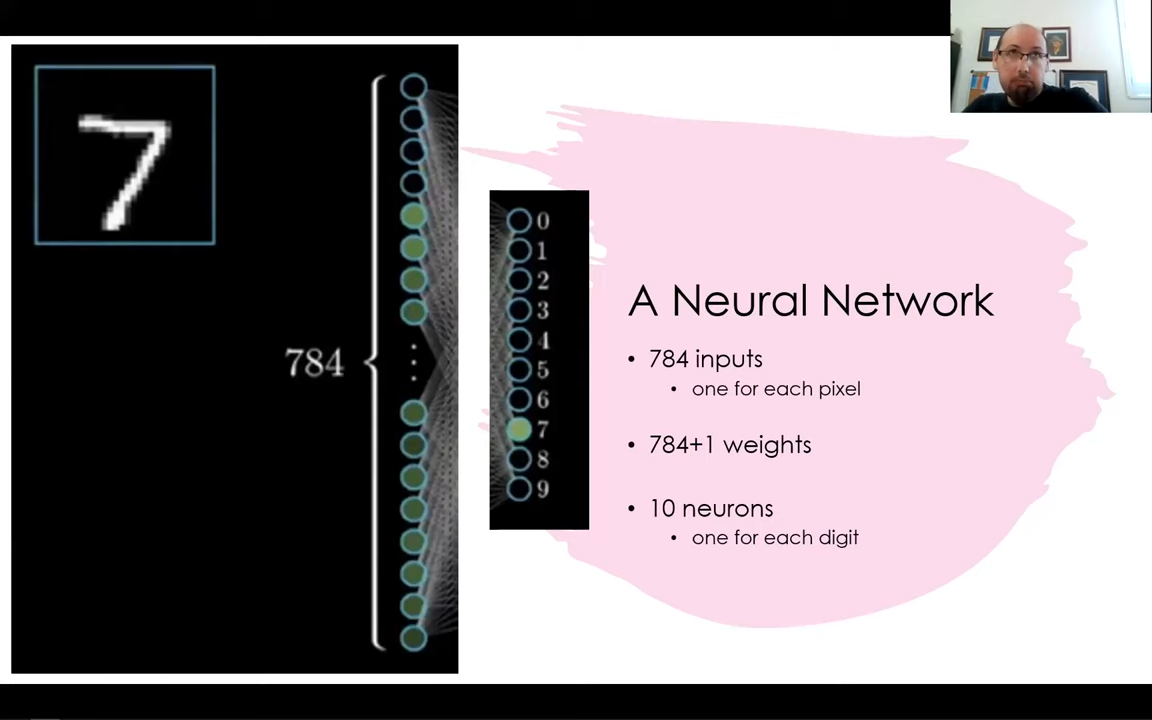 784
0
1
2
3
4
5
6
7
8
9
A Neural Network
• 784 inputs
• one for each pixel
• 784+1 weights
• 10 neurons
• one for each digit
7